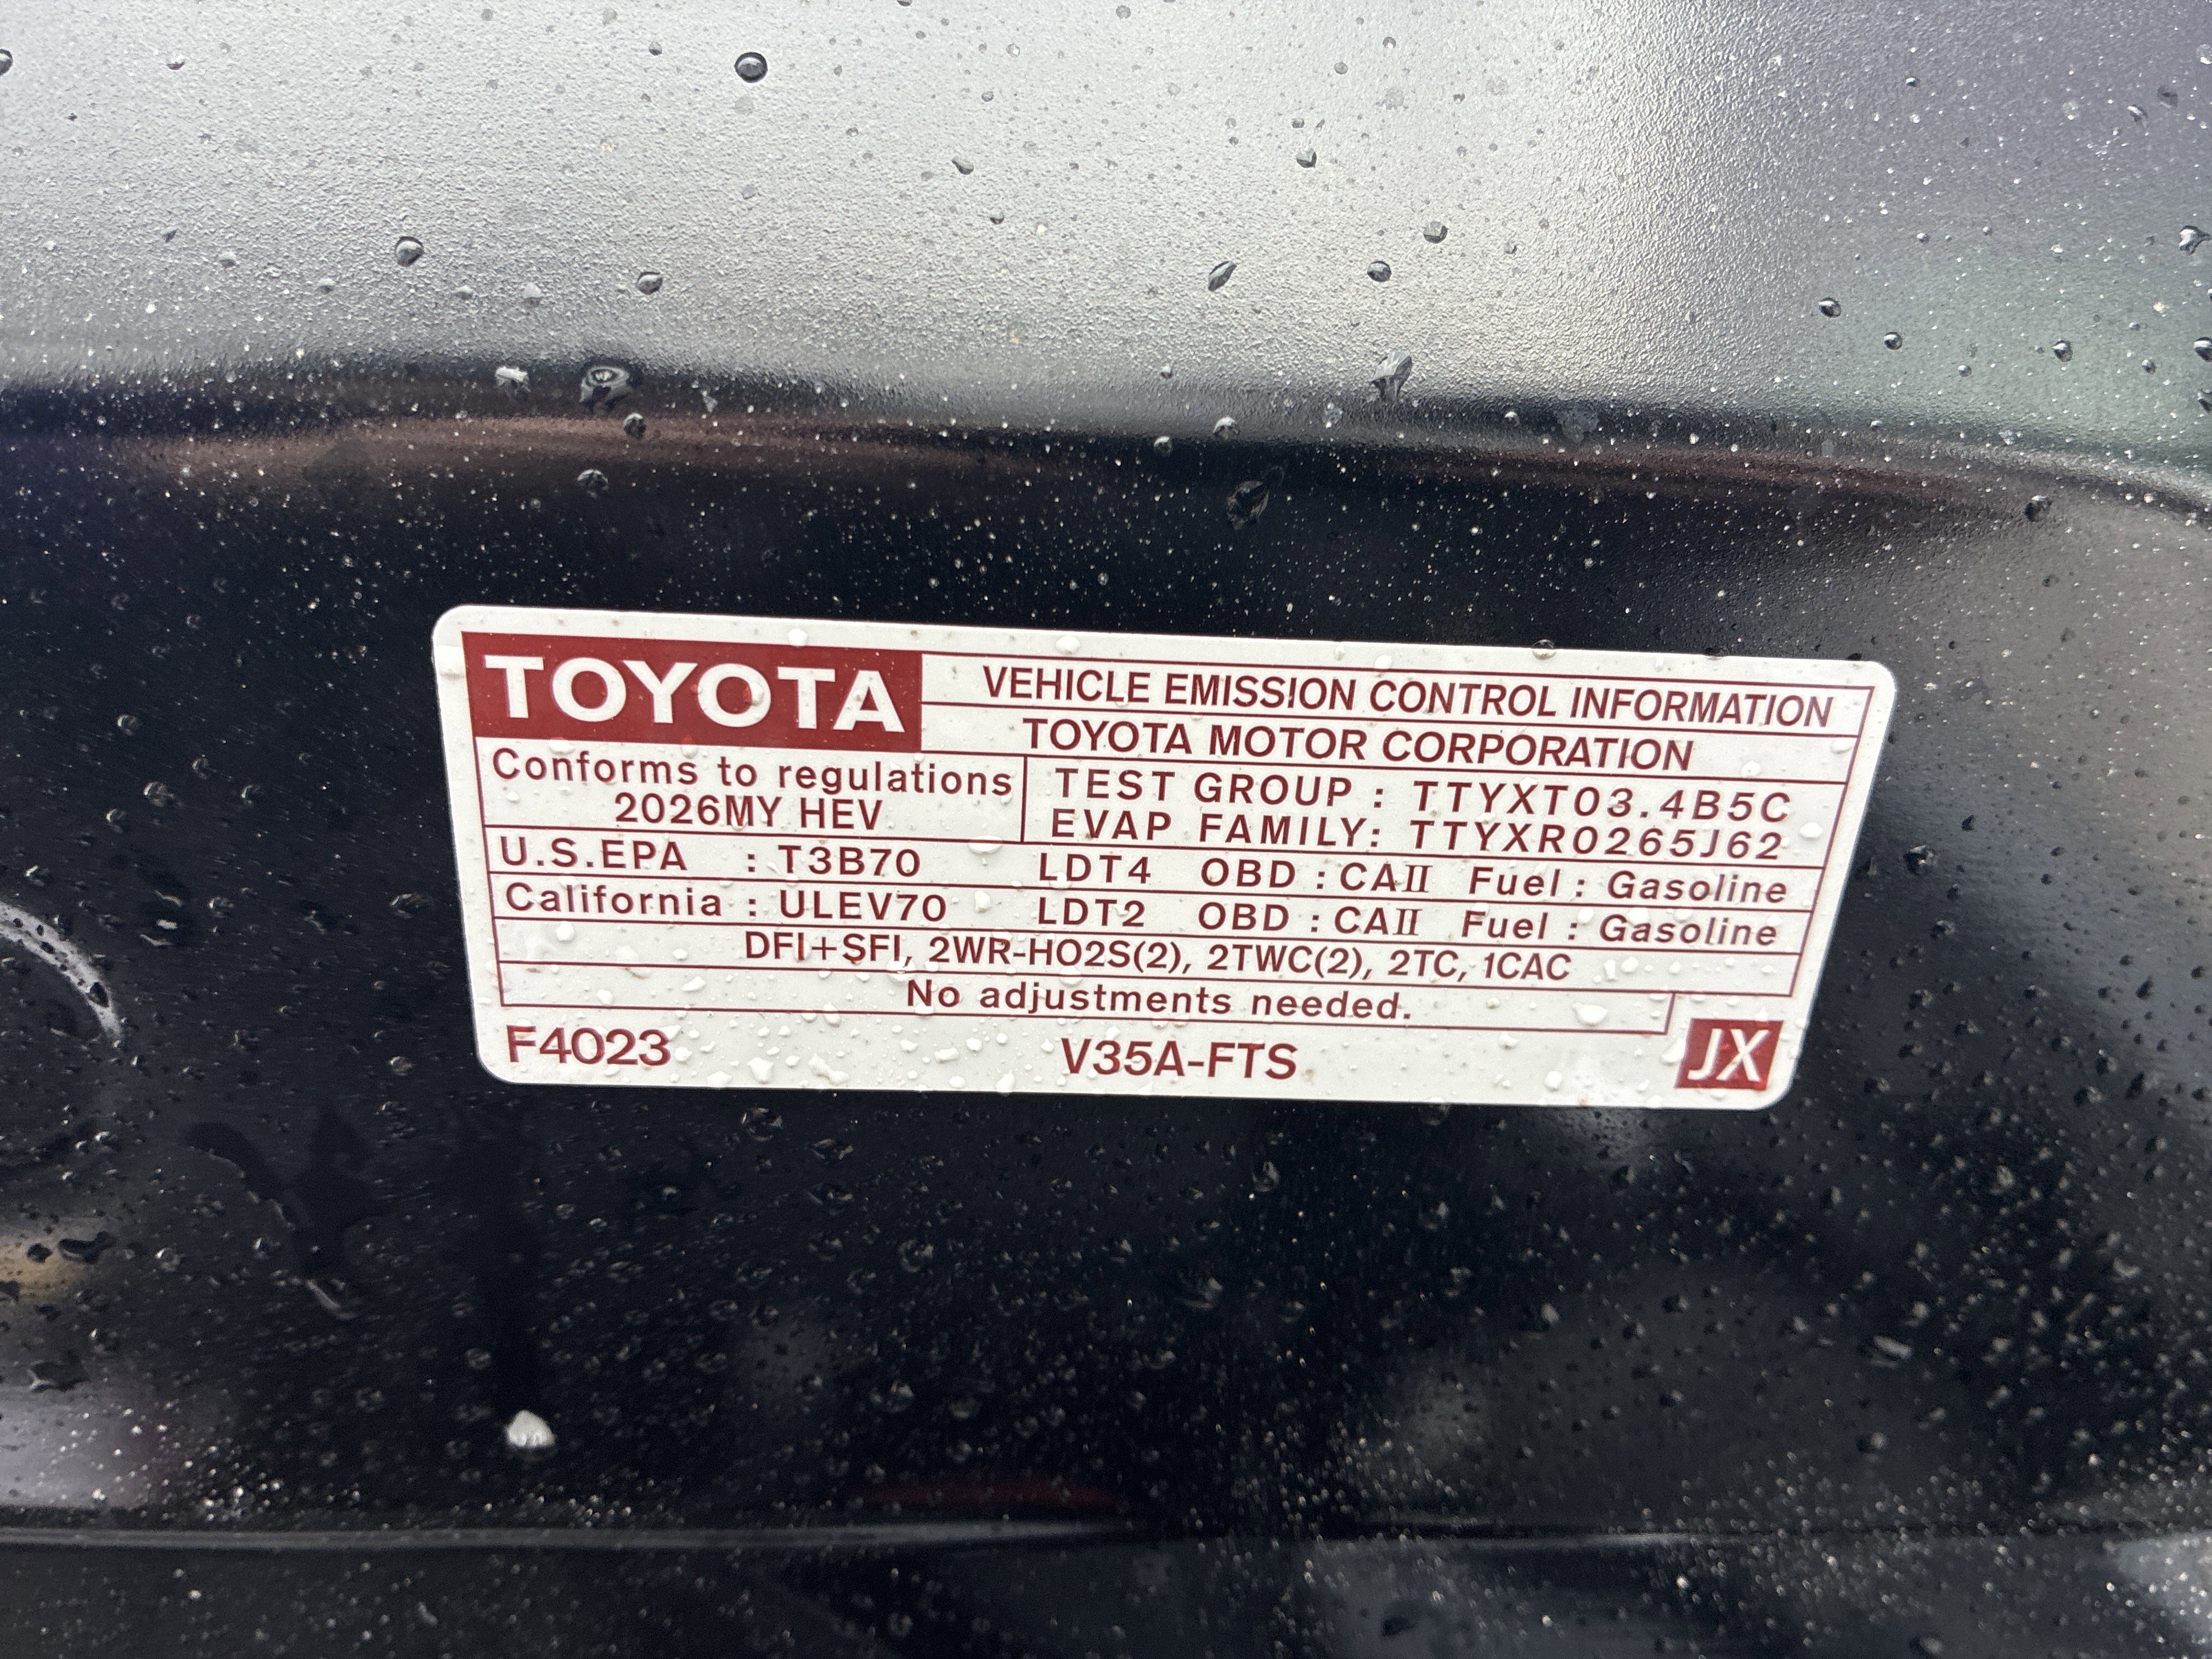 TOYOTA
VEHICLE EMISSION CONTROL INFORMATION
TOYOTA MOTOR CORPORATION
Conforms to regulations
2026MY HEV
TEST GROUP : TTYXT03.4B5C
EVAP FAMILY: TTYXR0265J62
U.S.EPA : T3B70 LDT4 OBD : CAII Fuel : Gasoline
California : ULEV70 LDT2 OBD : CAII Fuel : Gasoline
DFI+SFI, 2WR-HO2S(2), 2TWC(2), 2TC, 1CAC
No adjustments needed.
F4023 V35A-FTS JX